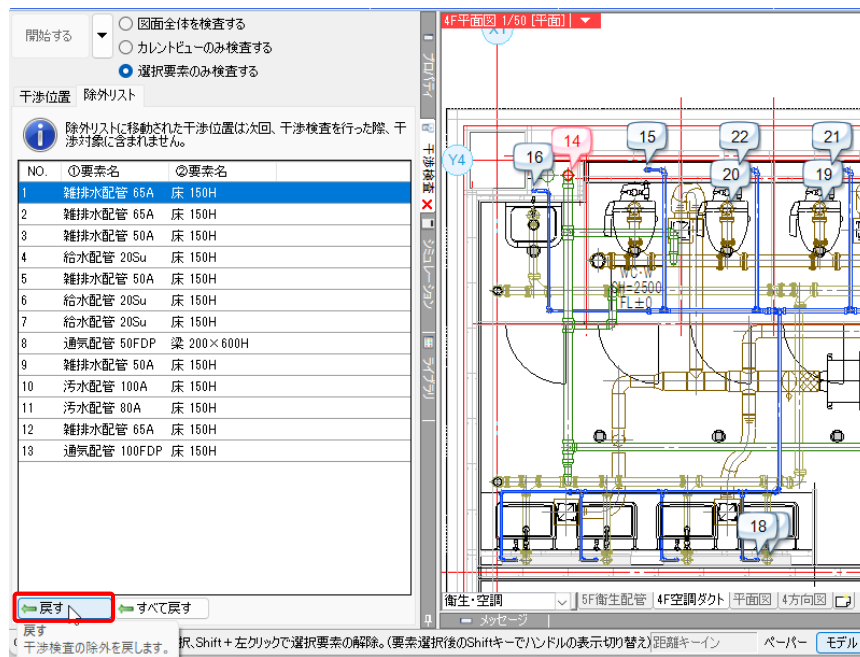 開始する
図面全体を検査する
カレントビューのみ検査する
選択要素のみ検査する
干渉位置 除外リスト
除外リストに移動された干渉位置は次回、干渉検査を行った際、干
渉対象に含まれません。
NO. ①要素名 ②要素名
1 雑排水配管 65A 床 150H
2 雑排水配管 65A 床 150H
3 雑排水配管 50A 床 150H
4 給水配管 20Su 床 150H
5 雑排水配管 50A 床 150H
6 給水配管 20Su 床 150H
7 給水配管 20Su 床 150H
8 通気配管 50FDP 梁 200×600H
9 雑排水配管 50A 床 150H
10 汚水配管 100A 床 150H
11 汚水配管 80A 床 150H
12 雑排水配管 65A 床 150H
13 通気配管 100FDP 床 150H
戻す すべて戻す
戻す
干渉検査の除外を戻します。
択、Shift+左クリックで選択要素の解除。(要素選択後のShiftキーでハンドルの表示切り替え)
距離キーイン
ペーパー
モデル
プロパティ
干渉検査
シミュレーション
ライブラリ
4F平面図 1/50 [平面]
X1
Y4
16
14
15
22
21
20
19
WC・W
CH=2500
FL±0
18
衛生・空調
5F衛生配管 4F空調ダクト 平面図 4方向図
メッセージ